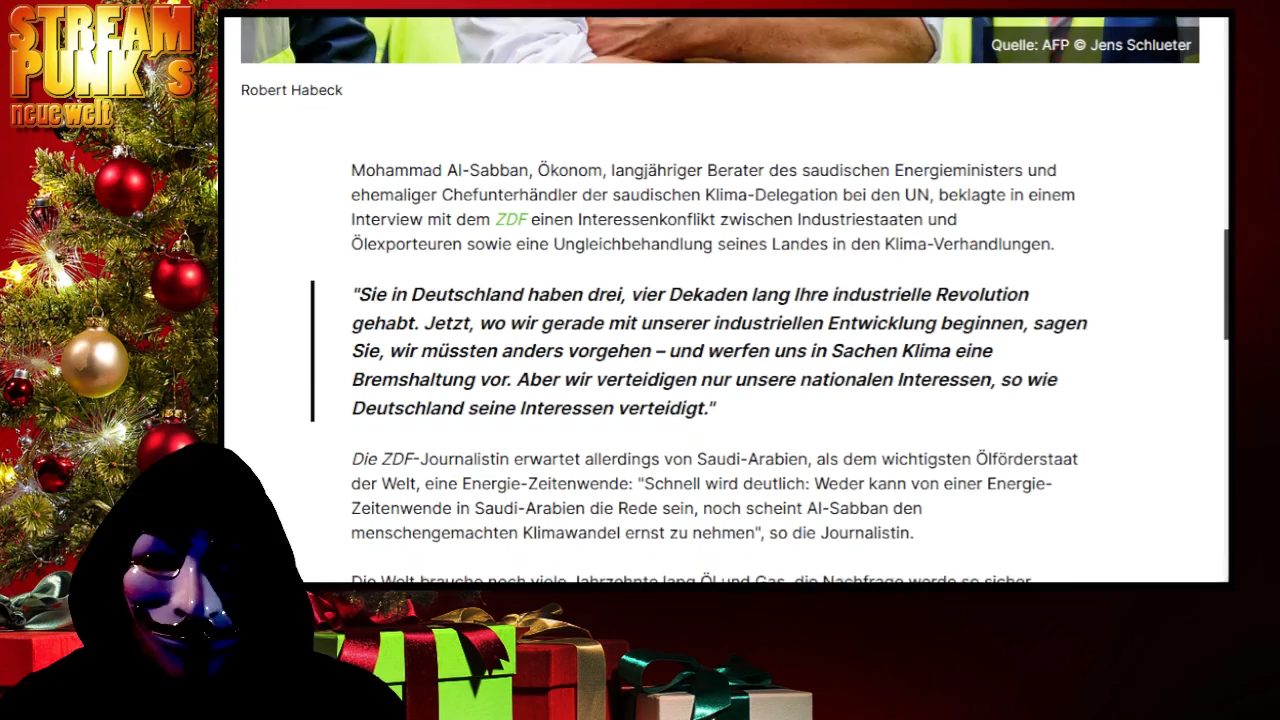 STREAM
PUNK´s
neue welt
Quelle: AFP © Jens Schlueter
Robert Habeck
Mohammad Al-Sabban, Ökonom, langjähriger Berater des saudischen Energieministers und
ehemaliger Chefunterhändler der saudischen Klima-Delegation bei den UN, beklagte in einem
Interview mit dem ZDF einen Interessenkonflikt zwischen Industriestaaten und
Ölexporteuren sowie eine Ungleichbehandlung seines Landes in den Klima-Verhandlungen.
"Sie in Deutschland haben drei, vier Dekaden lang Ihre industrielle Revolution
gehabt. Jetzt, wo wir gerade mit unserer industriellen Entwicklung beginnen, sagen
Sie, wir müssten anders vorgehen – und werfen uns in Sachen Klima eine
Bremshaltung vor. Aber wir verteidigen nur unsere nationalen Interessen, so wie
Deutschland seine Interessen verteidigt."
Die ZDF-Journalistin erwartet allerdings von Saudi-Arabien, als dem wichtigsten Ölförderstaat
der Welt, eine Energie-Zeitenwende: "Schnell wird deutlich: Weder kann von einer Energie-
Zeitenwende in Saudi-Arabien die Rede sein, noch scheint Al-Sabban den
menschengemachten Klimawandel ernst zu nehmen", so die Journalistin.
Die Welt brauche noch viele Jahrzehnte lang Öl und Gas, die Nachfrage werde so sicher